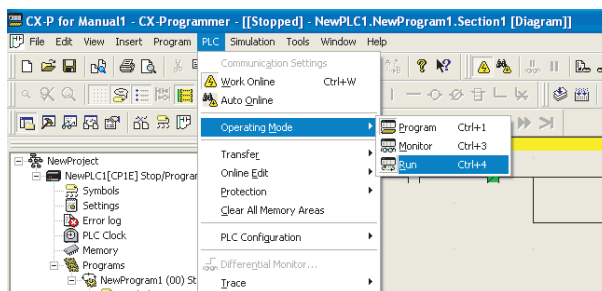 CX-P for Manual1 - CX-Programmer - [[Stopped] - NewPLC1.NewProgram1.Section1 [Diagram]]
File Edit View Insert Program PLC Simulation Tools Window Help
Communication Settings
Work Online Ctrl+W
Auto Online
Operating Mode
Program Ctrl+1
Monitor Ctrl+3
Run Ctrl+4
Transfer
Online Edit
Protection
Clear All Memory Areas
PLC Configuration
Differential Monitor...
Trace
NewProject
NewPLC1[CP1E] Stop/Program
Symbols
Settings
Error log
PLC Clock
Memory
Programs
NewProgram1 (00) St